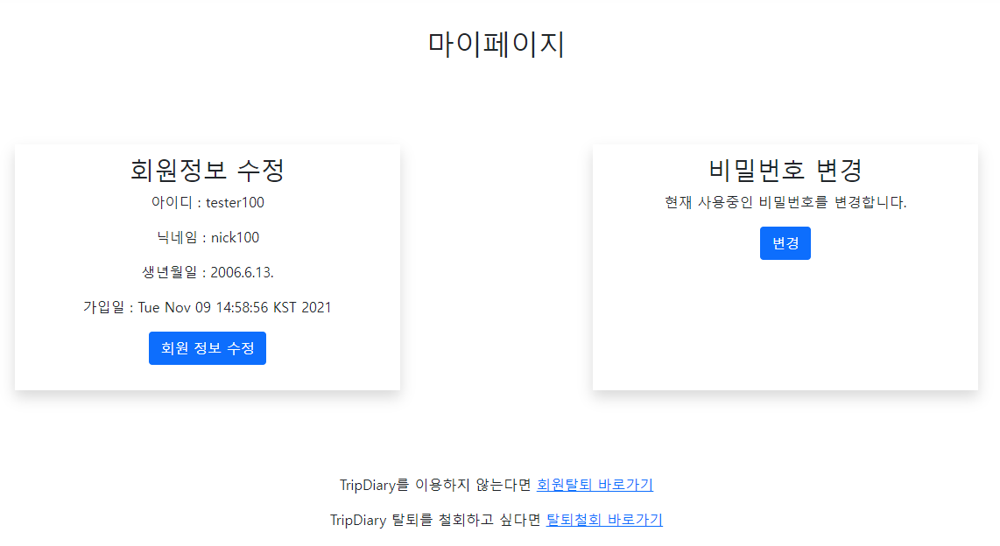 마이페이지
회원정보 수정
아이디 : tester100
닉네임 : nick100
생년월일 : 2006.6.13.
가입일 : Tue Nov 09 14:58:56 KST 2021
회원 정보 수정
비밀번호 변경
현재 사용중인 비밀번호를 변경합니다.
변경
TripDiary를 이용하지 않는다면 회원탈퇴 바로가기
TripDiary 탈퇴를 철회하고 싶다면 탈퇴철회 바로가기